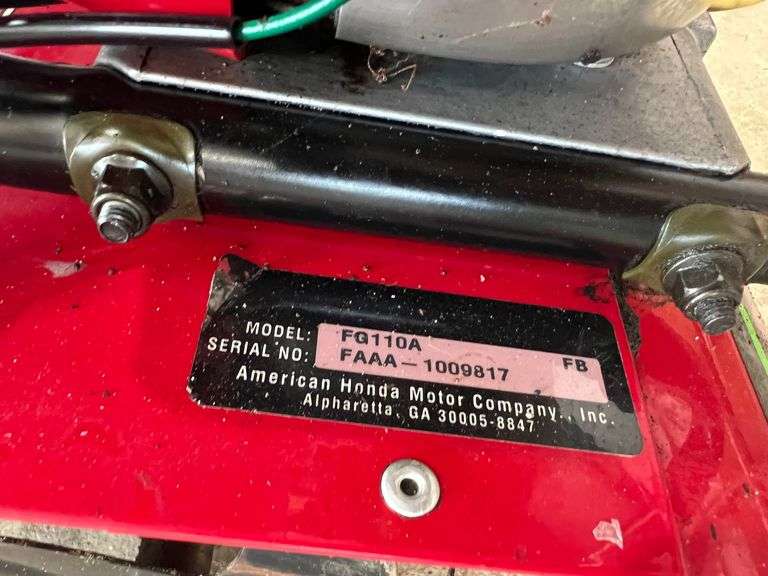 MODEL: FG110A
SERIAL NO: FAAA-1009817 FB
American Honda Motor Company., Inc.
Alpharetta, GA 30005-8847